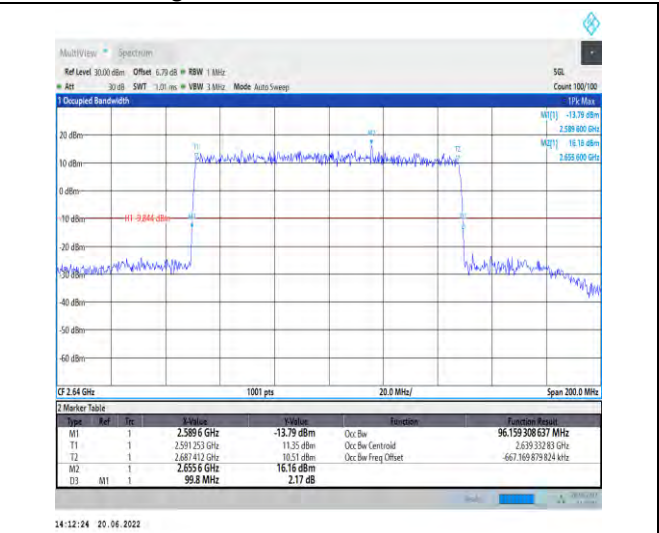 MultiView Spectrum
Ref Level 30.00 dBm Offset 6.79 dB RBW 1 MHz SGL
Att 30 dB SWT 1.01 ms VBW 3 MHz Mode Auto Sweep Count 100/100
1 Occupied Bandwidth 1Pk Max
M1[1] -13.79 dBm
2.589 600 GHz
20 dBm M2[1] 16.16 dBm
2.655 600 GHz
M2
T1 T2
10 dBm
0 dBm
-10 dBm H1 -9.844 dBm M1
-20 dBm
-30 dBm
-40 dBm
-50 dBm
-60 dBm
CF 2.64 GHz 1001 pts 20.0 MHz/ Span 200.0 MHz
2 Marker Table
Type Ref Trc X-Value Y-Value Function Function Result
M1 1 2.589 6 GHz -13.79 dBm Occ Bw 96.159 308 637 MHz
T1 1 2.591 253 GHz 11.35 dBm Occ Bw Centroid 2.639 332 83 GHz
T2 1 2.687 412 GHz 10.51 dBm Occ Bw Freq Offset -667.169 879 824 kHz
M2 1 2.655 6 GHz 16.16 dBm
D3 M1 1 99.8 MHz 2.17 dB
14:12:24 20.06.2022